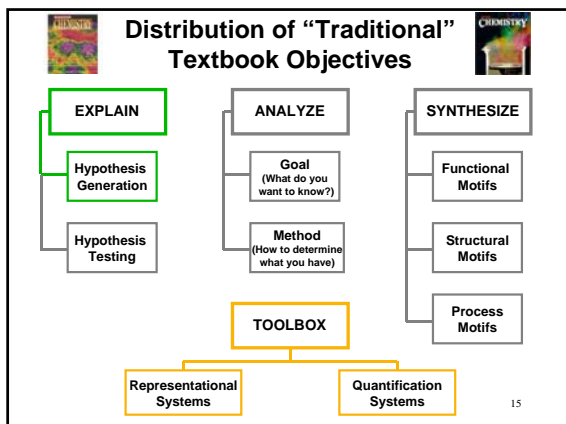 Distribution of “Traditional”
Textbook Objectives
CHEMISTRY
CHEMISTRY
EXPLAIN
Hypothesis
Generation
Hypothesis
Testing
ANALYZE
Goal
(What do you
want to know?)
Method
(How to determine
what you have)
SYNTHESIZE
Functional
Motifs
Structural
Motifs
Process
Motifs
TOOLBOX
Representational
Systems
Quantification
Systems
15